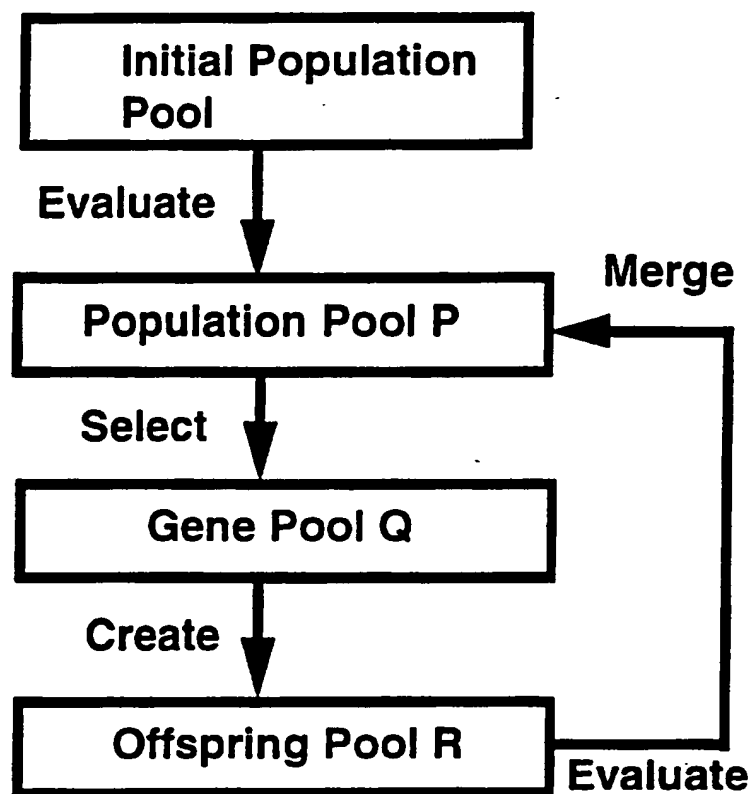 Initial Population
Pool
Evaluate
Merge
Population Pool P
Select
Gene Pool Q
Create
Offspring Pool R
Evaluate